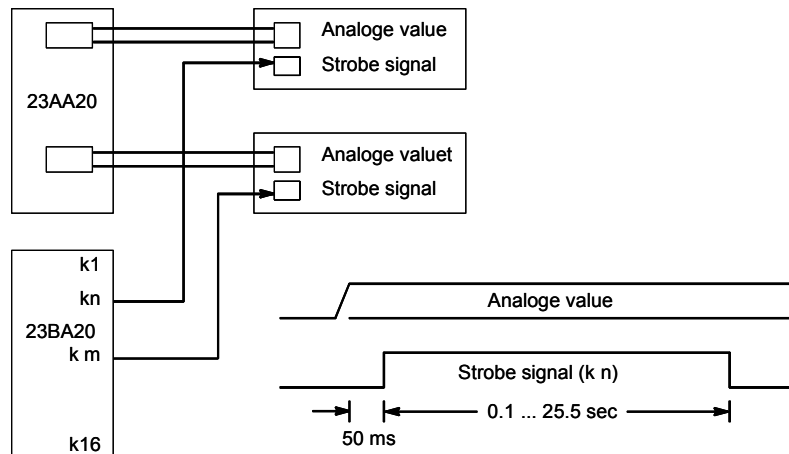 Analoge value
Strobe signal
23AA20
Analoge valuet
Strobe signal
k1
kn
23BA20
k m
k16
Analoge value
Strobe signal (k n)
0.1 ... 25.5 sec
50 ms